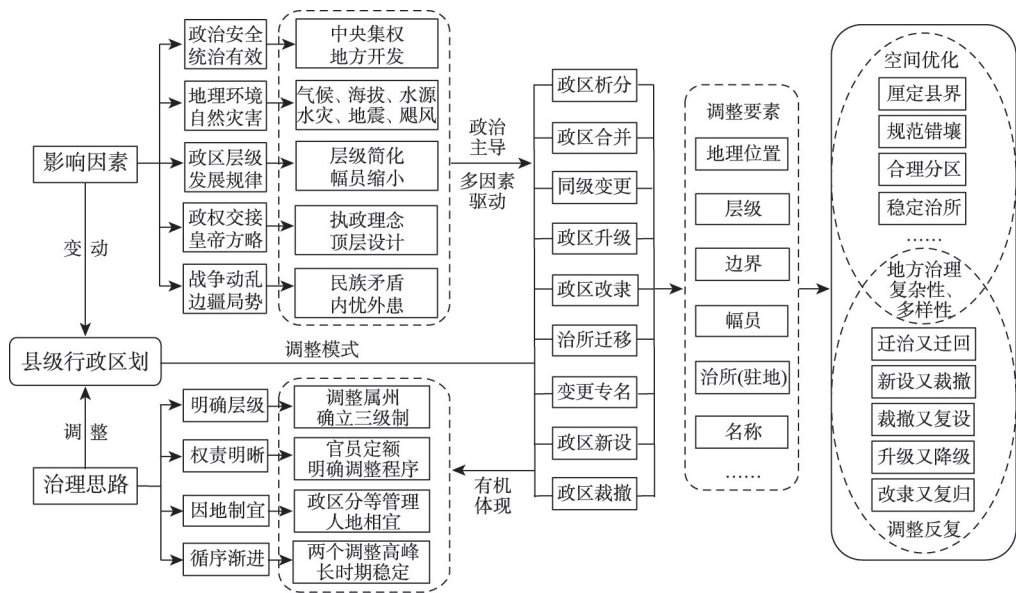 影响因素
变动
县级行政区划
调整
治理思路
政治安全
统治有效
地理环境
自然灾害
政区层级
发展规律
政权交接
皇帝方略
战争动乱
边疆局势
中央集权
地方开发
气候、海拔、水源
水灾、地震、飓风
层级简化
幅员缩小
执政理念
顶层设计
民族矛盾
内忧外患
政治
主导
多因素
驱动
调整模式
明确层级
权责明晰
因地制宜
循序渐进
调整属州
确立三级制
官员定额
明确调整程序
政区分等管理
人地相宜
两个调整高峰
长时期稳定
有机
体现
政区析分
政区合并
同级变更
政区升级
政区改隶
治所迁移
变更专名
政区新设
政区裁撤
调整要素
地理位置
层级
边界
幅员
治所(驻地)
名称
……
空间优化
厘定县界
规范错壤
合理分区
稳定治所
……
地方治理
复杂性、
多样性
迁治又迁回
新设又裁撤
裁撤又复设
升级又降级
改隶又复归
调整反复